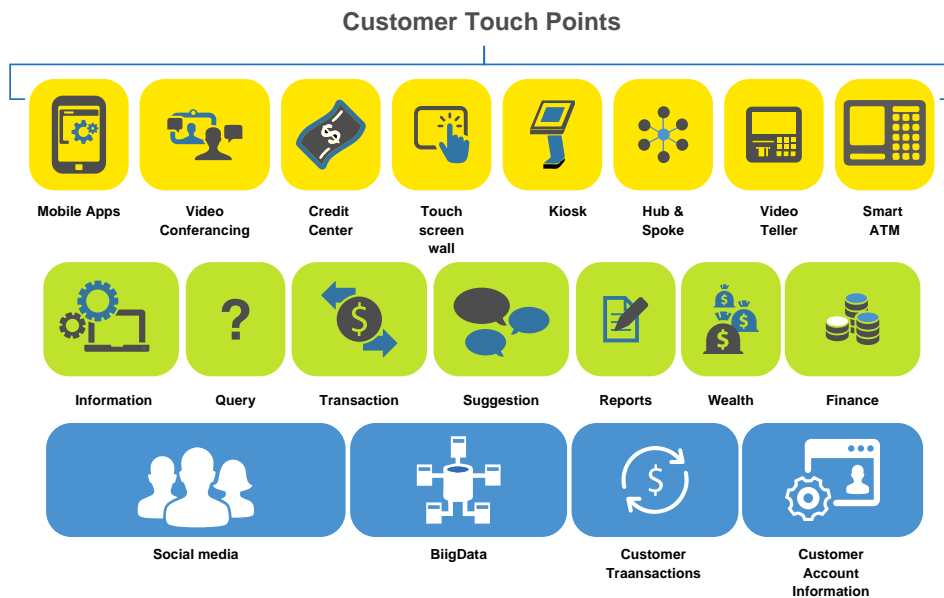 Customer Touch Points
$
Mobile Apps
Video
Conferancing
Credit
Center
Touch
screen
wall
Kiosk
Hub &
Spoke
Video
Teller
Smart
ATM
?
$
$
$
$
Information
Query
Transaction
Suggestion
Reports
Wealth
Finance
$
Social media
BiigData
Customer
Traansactions
Customer
Account
Information